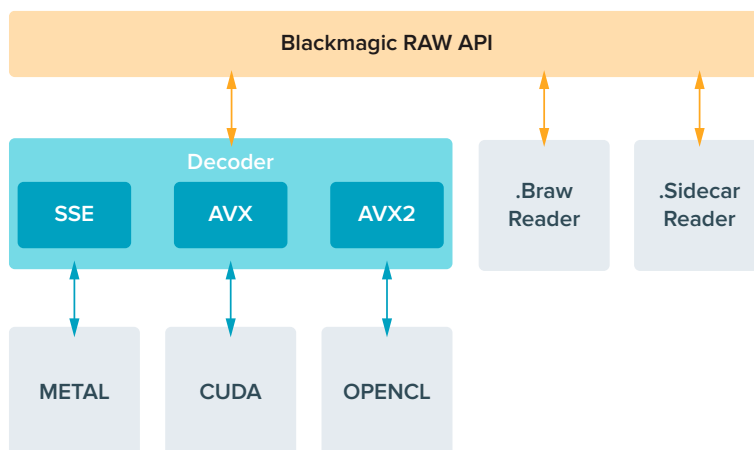 Blackmagic RAW API
Decoder
SSE
AVX
AVX2
.Braw
Reader
.Sidecar
Reader
METAL
CUDA
OPENCL